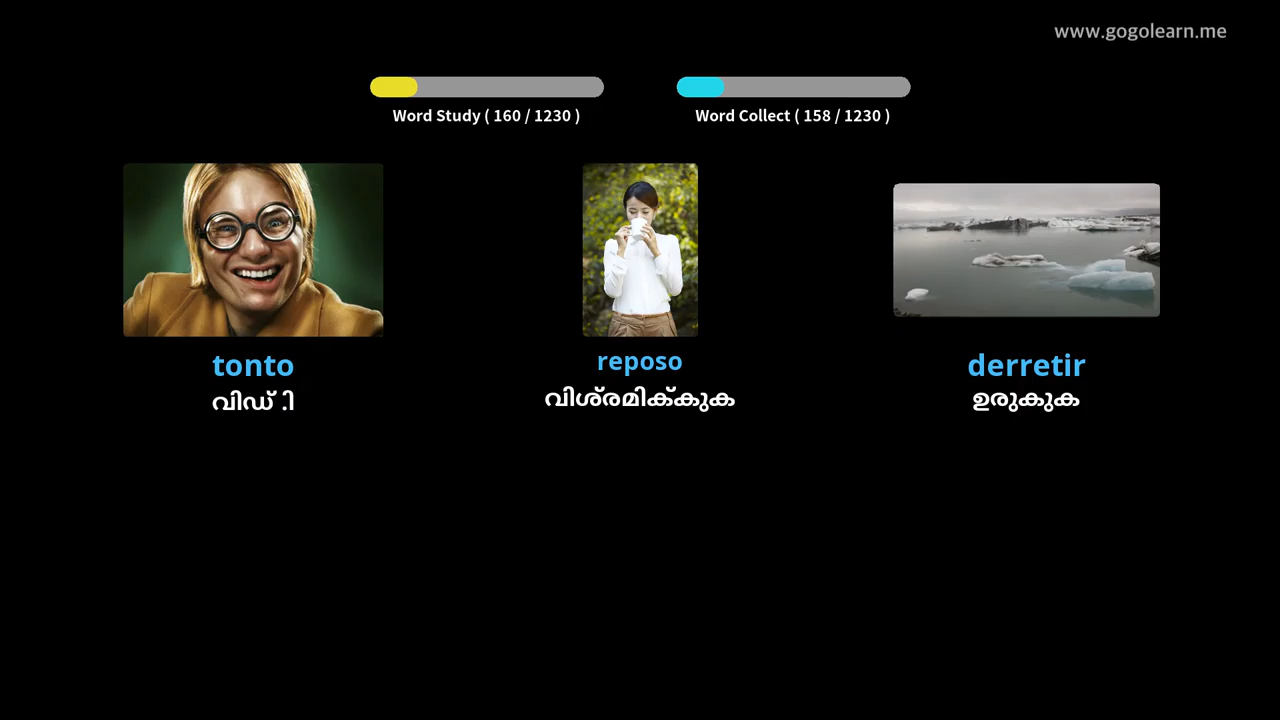 www.gogolearn.me
Word Study ( 160 / 1230 )
Word Collect ( 158 / 1230 )
tonto
വിഡ് .ി
reposo
വിശ്രമിക്കുക
derretir
ഉരുകുക